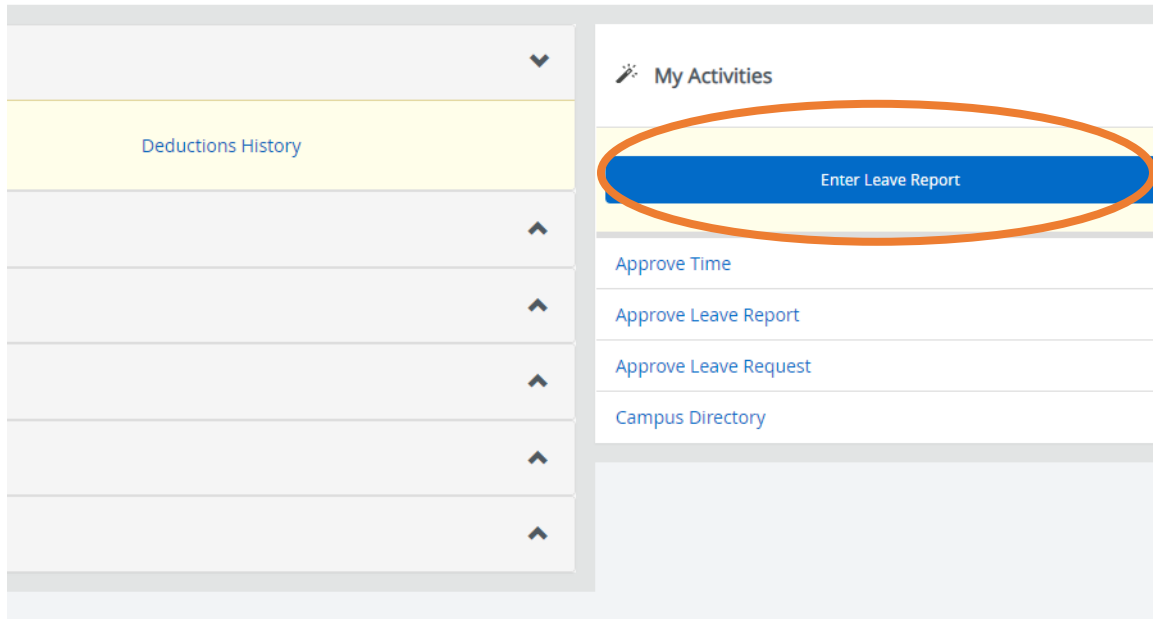 Deductions History
My Activities
Enter Leave Report
Approve Time
Approve Leave Report
Approve Leave Request
Campus Directory